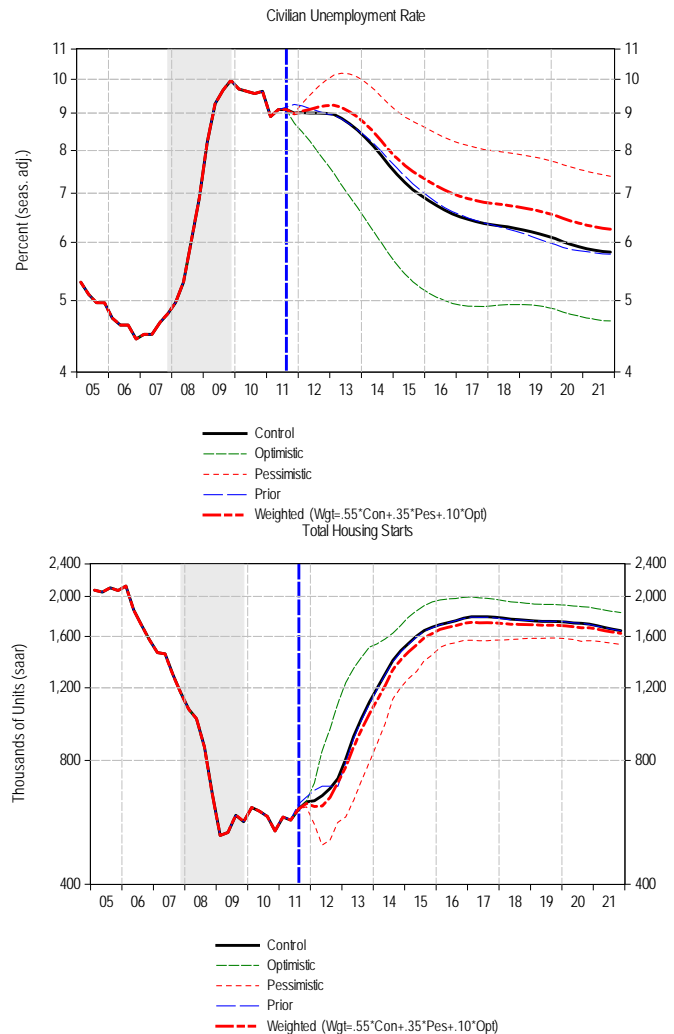 Civilian Unemployment Rate
11 11
10 10
9 9
8 8
7 7
6 6
5 5
4 4
Percent (seas. adj.)
05 06 07 08 09 10 11 12 13 14 15 16 17 18 19 20 21
Control
Optimistic
Pessimistic
Prior
Weighted (Wgt=.55*Con+.35*Pes+.10*Opt)
Total Housing Starts
2,400 2,400
2,000 2,000
1,600 1,600
1,200 1,200
800 800
400 400
Thousands of Units (saar)
05 06 07 08 09 10 11 12 13 14 15 16 17 18 19 20 21
Control
Optimistic
Pessimistic
Prior
Weighted (Wgt=.55*Con+.35*Pes+.10*Opt)